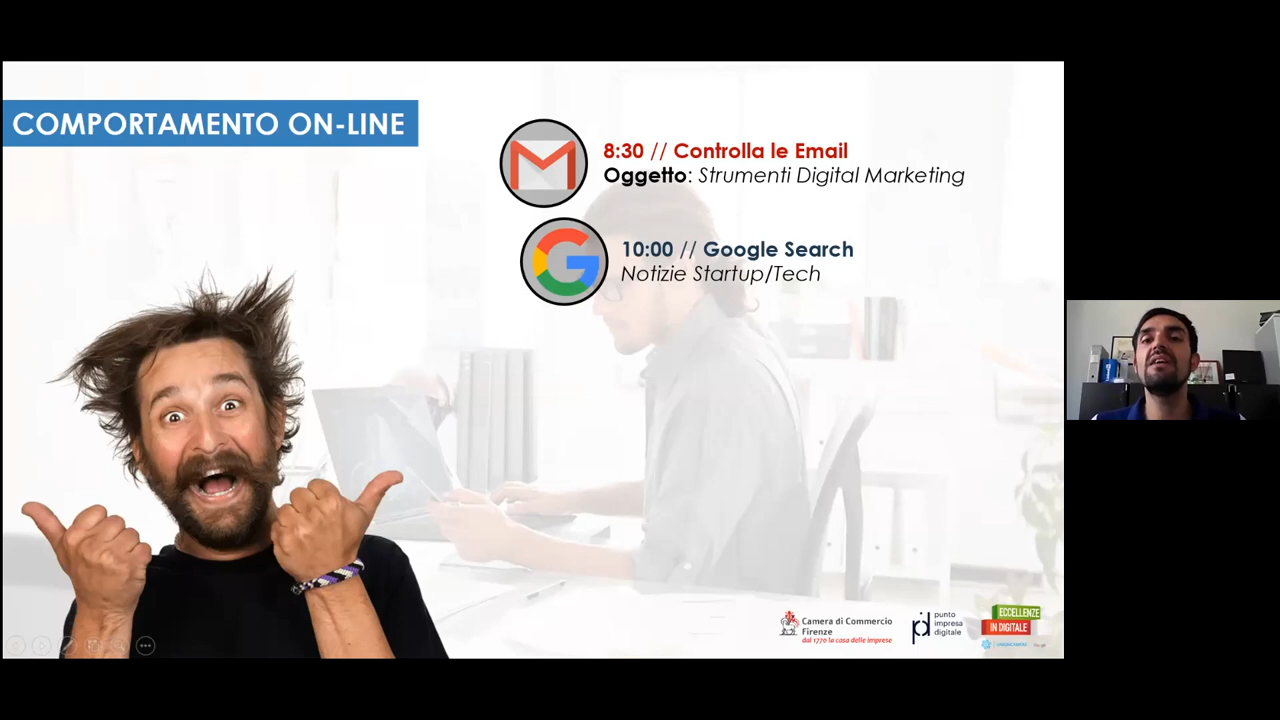 COMPORTAMENTO ON-LINE
8:30 // Controlla le Email
Oggetto: Strumenti Digital Marketing
10:00 // Google Search
Notizie Startup/Tech
Camera di Commercio
Firenze
dal 1770 la casa delle imprese
punto
impresa
digitale
ECCELLENZE
IN DIGITALE